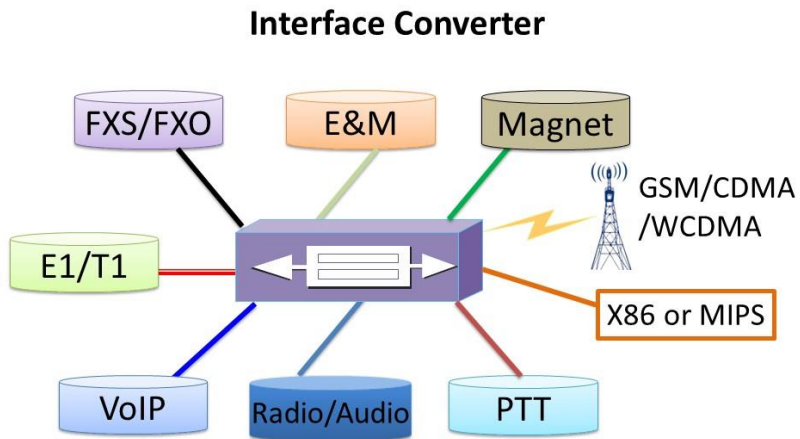 Interface Converter
FXS/FXO
E&M
Magnet
GSM/CDMA
/WCDMA
E1/T1
X86 or MIPS
VoIP
Radio/Audio
PTT